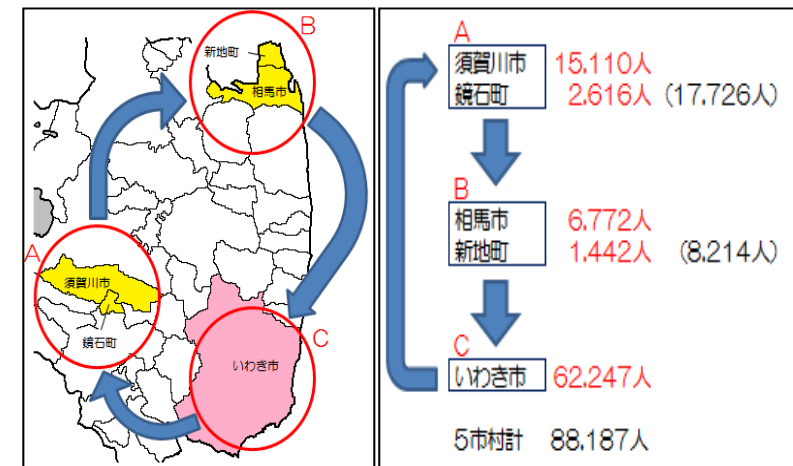 B
新地町
相馬市
A
須賀川市
鏡石町
C
いわき市
A
須賀川市 15.110人
鏡石町 2.616人 (17.726人)
B
相馬市 6.772人
新地町 1.442人 (8.214人)
C
いわき市 62.247人
5市村計 88.187人